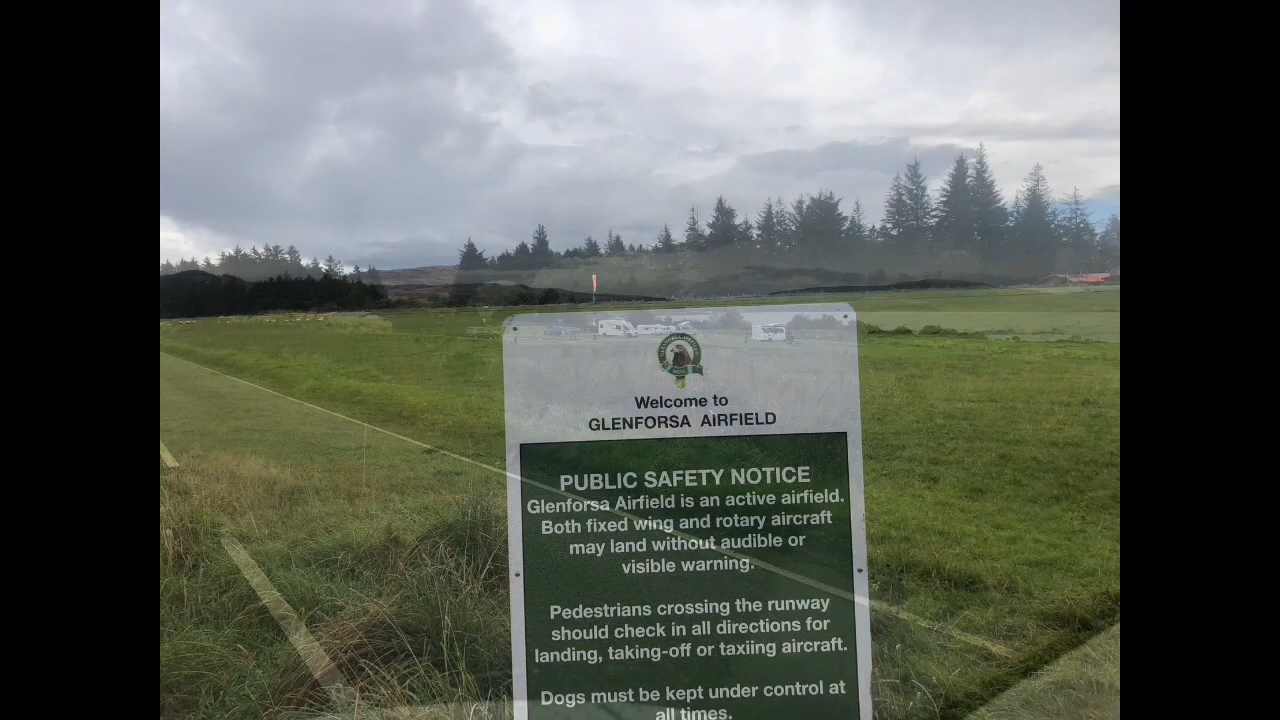 Welcome to
GLENFORSA AIRFIELD
PUBLIC SAFETY NOTICE
Glenforsa Airfield is an active airfield.
Both fixed wing and rotary aircraft
may land without audible or
visible warning.
Pedestrians crossing the runway
should check in all directions for
landing, taking-off or taxiing aircraft.
Dogs must be kept under control at
all times.